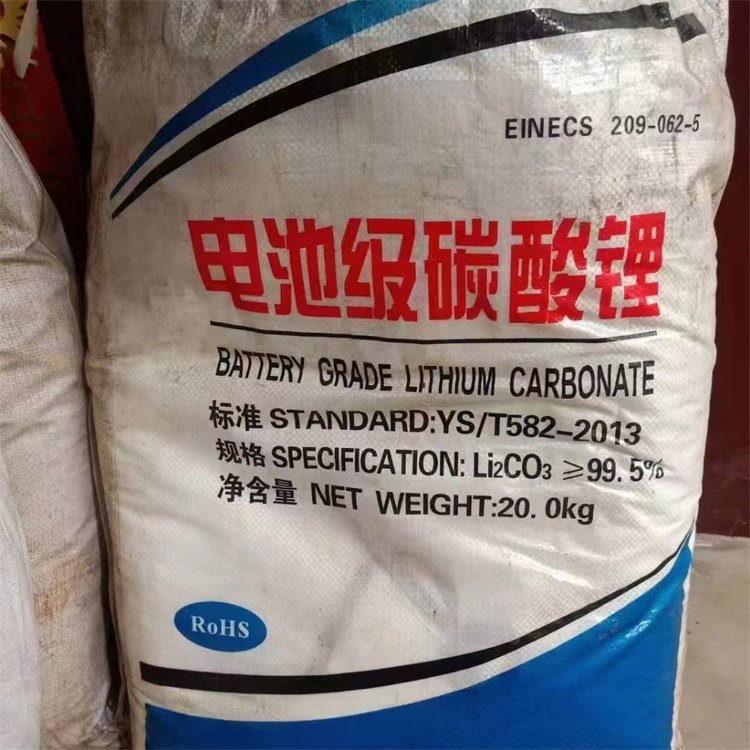 EINECS 209-062-5
电池级碳酸锂
BATTERY GRADE LITHIUM CARBONATE
标准 STANDARD:YS/T582-2013
规格 SPECIFICATION: Li₂CO₃ ≥99.5%
净含量 NET WEIGHT:20.0kg
RoHS